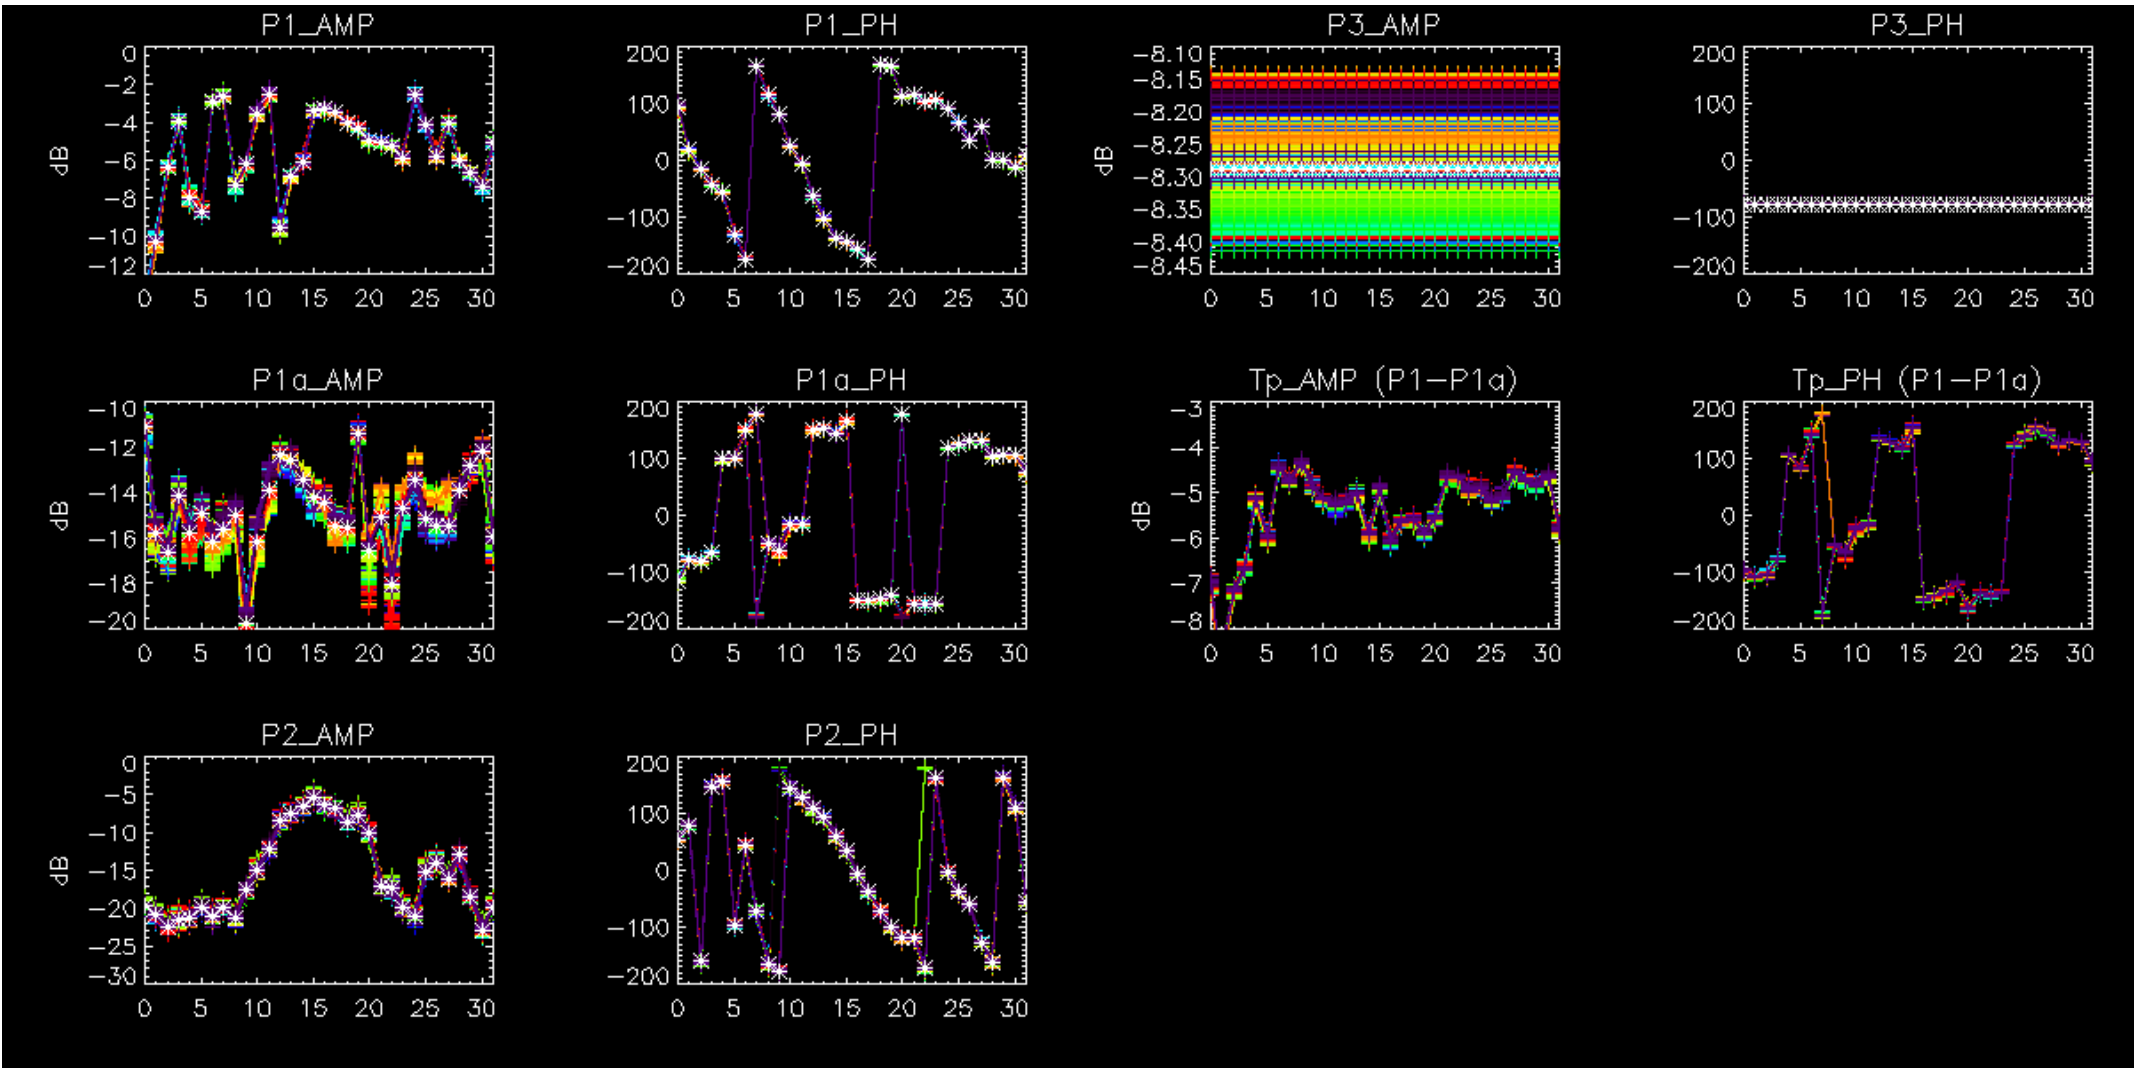 P1_AMP
0
−2
−4
−6
−8
−10
−12
dB
0 5 10 15 20 25 30
P1_PH
200
100
0
−100
−200
0 5 10 15 20 25 30
P3_AMP
−8.10
−8.15
−8.20
−8.25
−8.30
−8.35
−8.40
−8.45
dB
0 5 10 15 20 25 30
P3_PH
200
100
0
−100
−200
0 5 10 15 20 25 30
P1a_AMP
−10
−12
−14
−16
−18
−20
dB
0 5 10 15 20 25 30
P1a_PH
200
100
0
−100
−200
0 5 10 15 20 25 30
Tp_AMP (P1−P1a)
−3
−4
−5
−6
−7
−8
dB
0 5 10 15 20 25 30
Tp_PH (P1−P1a)
200
100
0
−100
−200
0 5 10 15 20 25 30
P2_AMP
0
−5
−10
−15
−20
−25
−30
dB
0 5 10 15 20 25 30
P2_PH
200
100
0
−100
−200
0 5 10 15 20 25 30